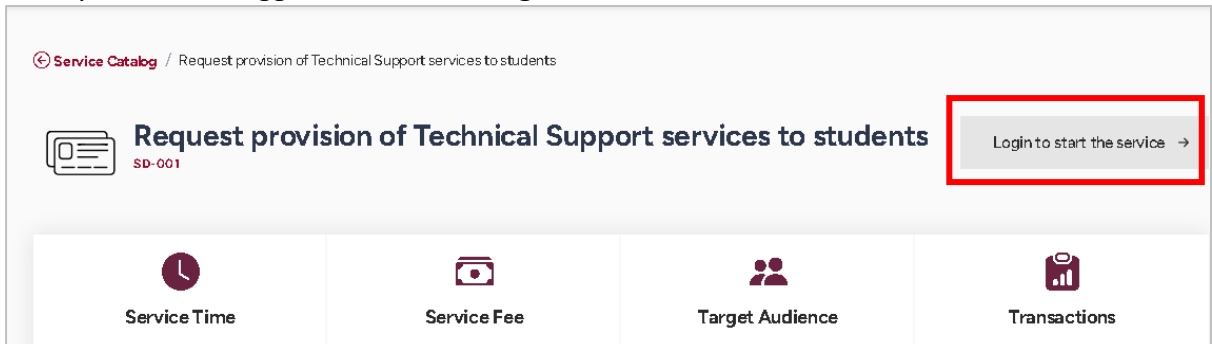 Service Catalog / Request provision of Technical Support services to students
Request provision of Technical Support services to students
SD-001
Login to start the service →
Service Time
Service Fee
Target Audience
Transactions